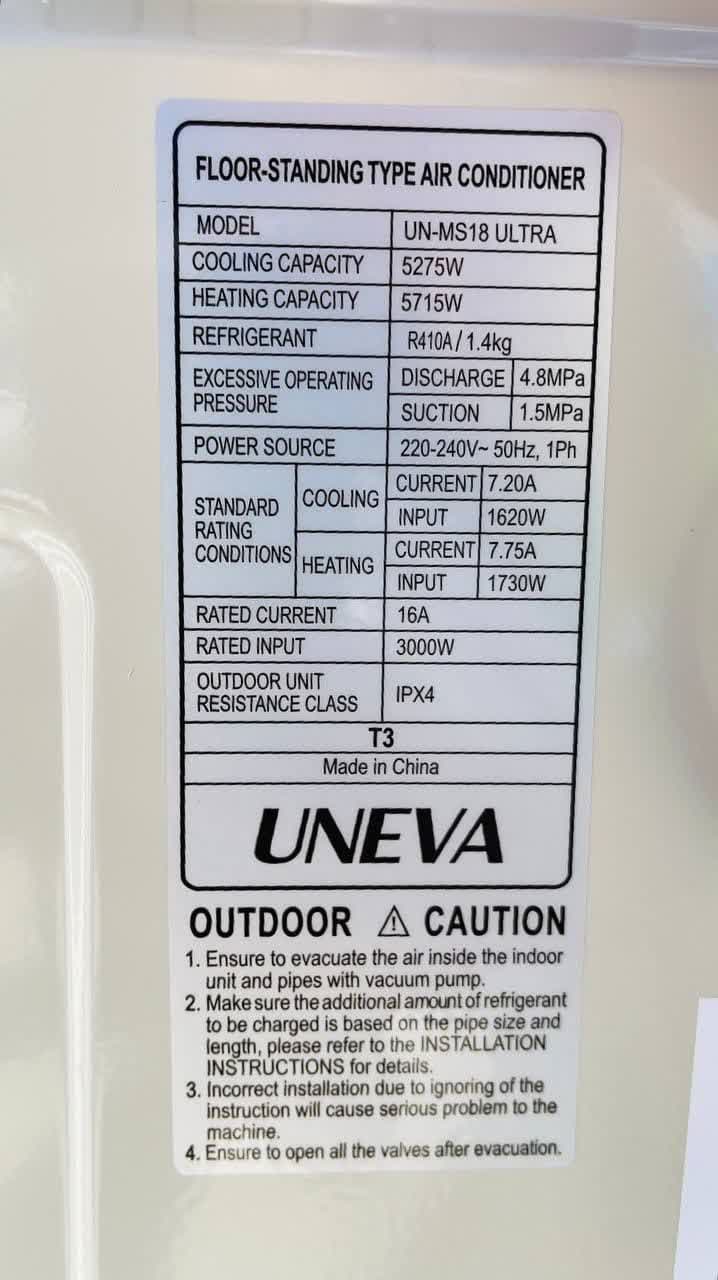 FLOOR-STANDING TYPE AIR CONDITIONER
MODEL UN-MS18 ULTRA
COOLING CAPACITY 5275W
HEATING CAPACITY 5715W
REFRIGERANT R410A / 1.4kg
EXCESSIVE OPERATING PRESSURE DISCHARGE 4.8MPa
SUCTION 1.5MPa
POWER SOURCE 220-240V~ 50Hz, 1Ph
STANDARD RATING CONDITIONS COOLING CURRENT 7.20A
INPUT 1620W
HEATING CURRENT 7.75A
INPUT 1730W
RATED CURRENT 16A
RATED INPUT 3000W
OUTDOOR UNIT RESISTANCE CLASS IPX4
T3
Made in China
UNEVA
OUTDOOR ⚠ CAUTION
1. Ensure to evacuate the air inside the indoor
unit and pipes with vacuum pump.
2. Make sure the additional amount of refrigerant
to be charged is based on the pipe size and
length, please refer to the INSTALLATION
INSTRUCTIONS for details.
3. Incorrect installation due to ignoring of the
instruction will cause serious problem to the
machine.
4. Ensure to open all the valves after evacuation.